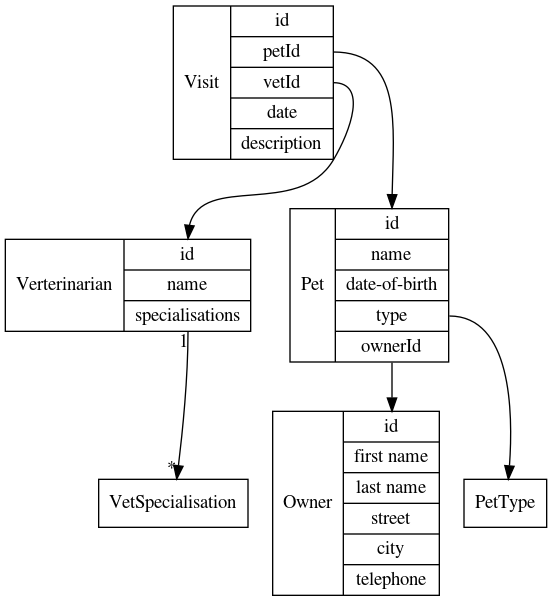 Visit
id
petId
vetId
date
description
Verterinarian
id
name
specialisations
1
*
VetSpecialisation
Pet
id
name
date-of-birth
type
ownerId
Owner
id
first name
last name
street
city
telephone
PetType